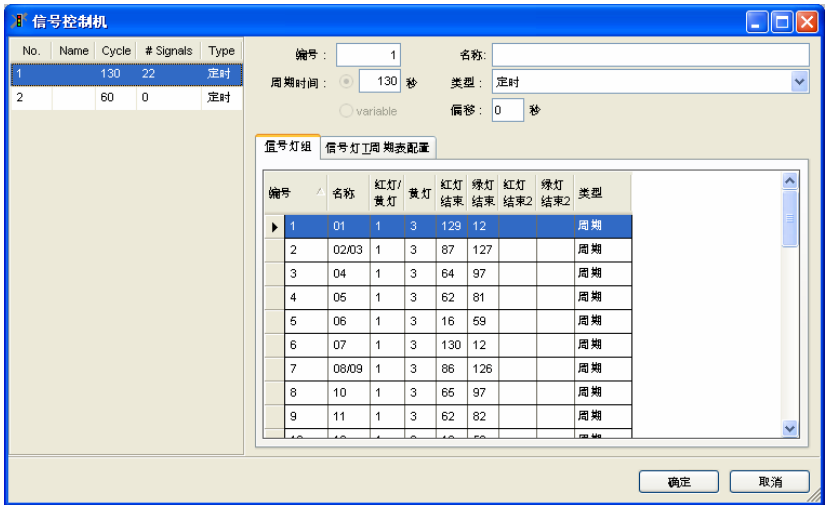 信号控制机
No. Name Cycle # Signals Type
1 130 22 定时
2 60 0 定时
编号: 1 名称:
周期时间: 130 秒 类型: 定时
variable 偏移: 0 秒
信号灯组 信号灯工周期表配置
编号 名称 红灯/黄灯 黄灯 红灯结束 绿灯结束 红灯结束2 绿灯结束2 类型
1 01 1 3 129 12 周期
2 02/03 1 3 87 127 周期
3 04 1 3 64 97 周期
4 05 1 3 62 81 周期
5 06 1 3 16 59 周期
6 07 1 3 130 12 周期
7 08/09 1 3 86 126 周期
8 10 1 3 65 97 周期
9 11 1 3 62 82 周期
确定 取消